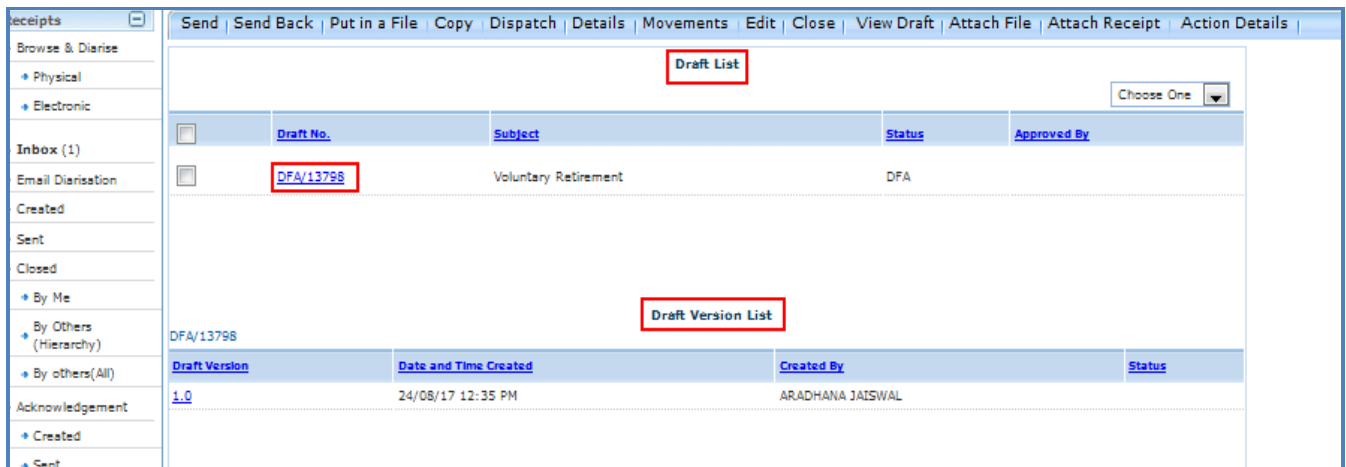 Receipts
Browse & Diarise
Physical
Electronic
Inbox (1)
Email Diarisation
Created
Sent
Closed
By Me
By Others
(Hierarchy)
By others(All)
Acknowledgement
Created
Sent
Send | Send Back | Put in a File | Copy | Dispatch | Details | Movements | Edit | Close | View Draft | Attach File | Attach Receipt | Action Details |
Draft List
Choose One
Draft No. Subject Status Approved By
DFA/13798 Voluntary Retirement DFA
Draft Version List
DFA/13798
Draft Version Date and Time Created Created By Status
1.0 24/08/17 12:35 PM ARADHANA JAISWAL